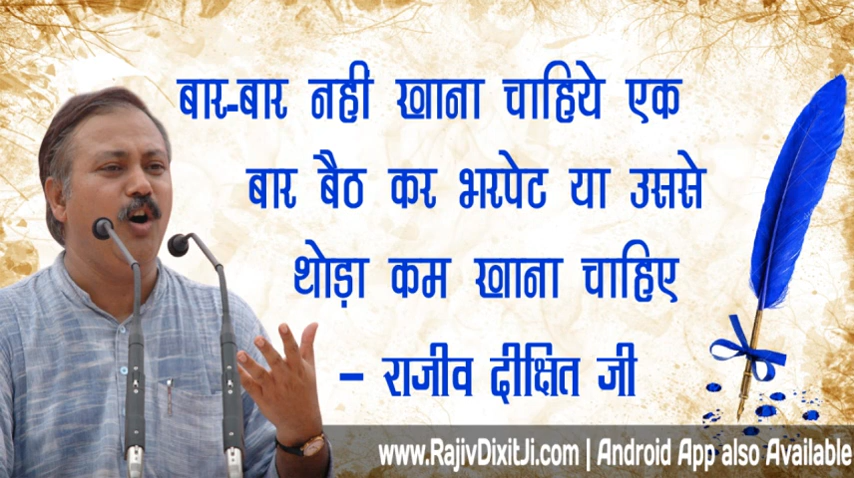 बार-बार नहीं खाना चाहिये एक
बार बैठ कर भरपेट या उससे
थोड़ा कम खाना चाहिए
– राजीव दीक्षित जी
www.RajivDixitJi.com | Android App also Available